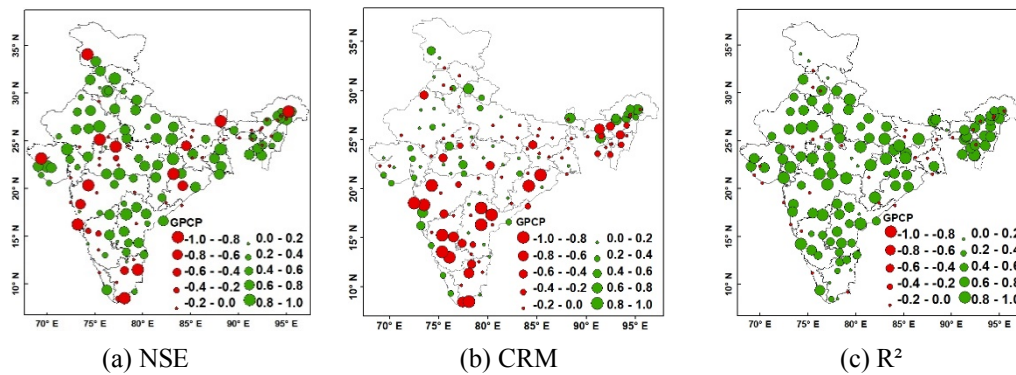 35° N
30° N
25° N
20° N
15° N
10° N
GPCP
-1.0 - -0.8
-0.8 - -0.6
-0.6 - -0.4
-0.4 - -0.2
-0.2 - 0.0
0.0 - 0.2
0.2 - 0.4
0.4 - 0.6
0.6 - 0.8
0.8 - 1.0
70° E 75° E 80° E 85° E 90° E 95° E
(a) NSE
35° N
30° N
25° N
20° N
15° N
10° N
GPCP
-1.0 - -0.8
-0.8 - -0.6
-0.6 - -0.4
-0.4 - -0.2
-0.2 - 0.0
0.0 - 0.2
0.2 - 0.4
0.4 - 0.6
0.6 - 0.8
0.8 - 1.0
70° E 75° E 80° E 85° E 90° E 95° E
(b) CRM
35° N
30° N
25° N
20° N
15° N
10° N
GPCP
-1.0 - -0.8
-0.8 - -0.6
-0.6 - -0.4
-0.4 - -0.2
-0.2 - 0.0
0.0 - 0.2
0.2 - 0.4
0.4 - 0.6
0.6 - 0.8
0.8 - 1.0
70° E 75° E 80° E 85° E 90° E 95° E
(c) R²